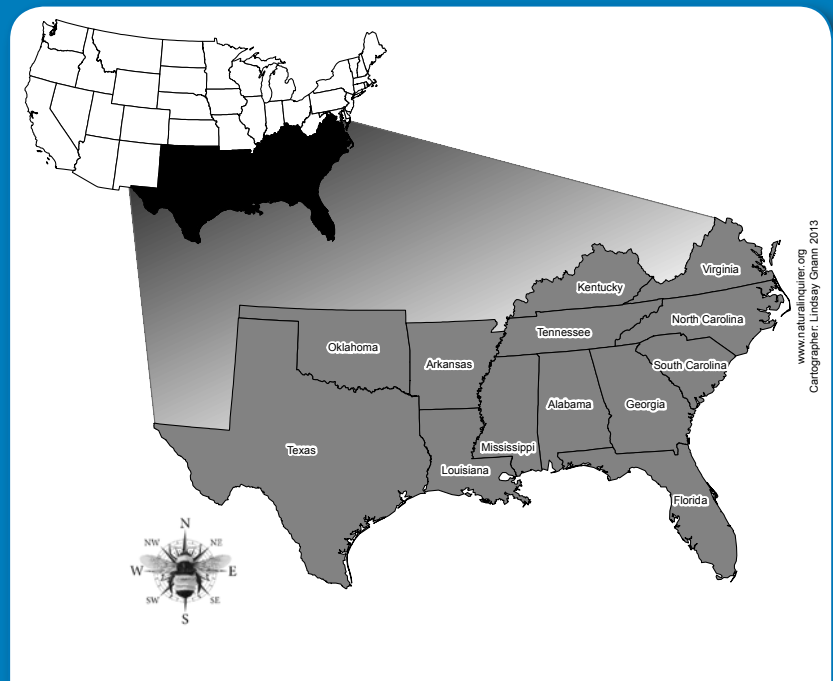 Virginia
Kentucky
North Carolina
Tennessee
Oklahoma
Arkansas
South Carolina
Alabama
Georgia
Texas
Mississippi
Louisiana
Florida
N
NW
NE
W
E
SW
SE
S
www.naturalinquirer.org
Cartographer: Lindsay Gnann 2013